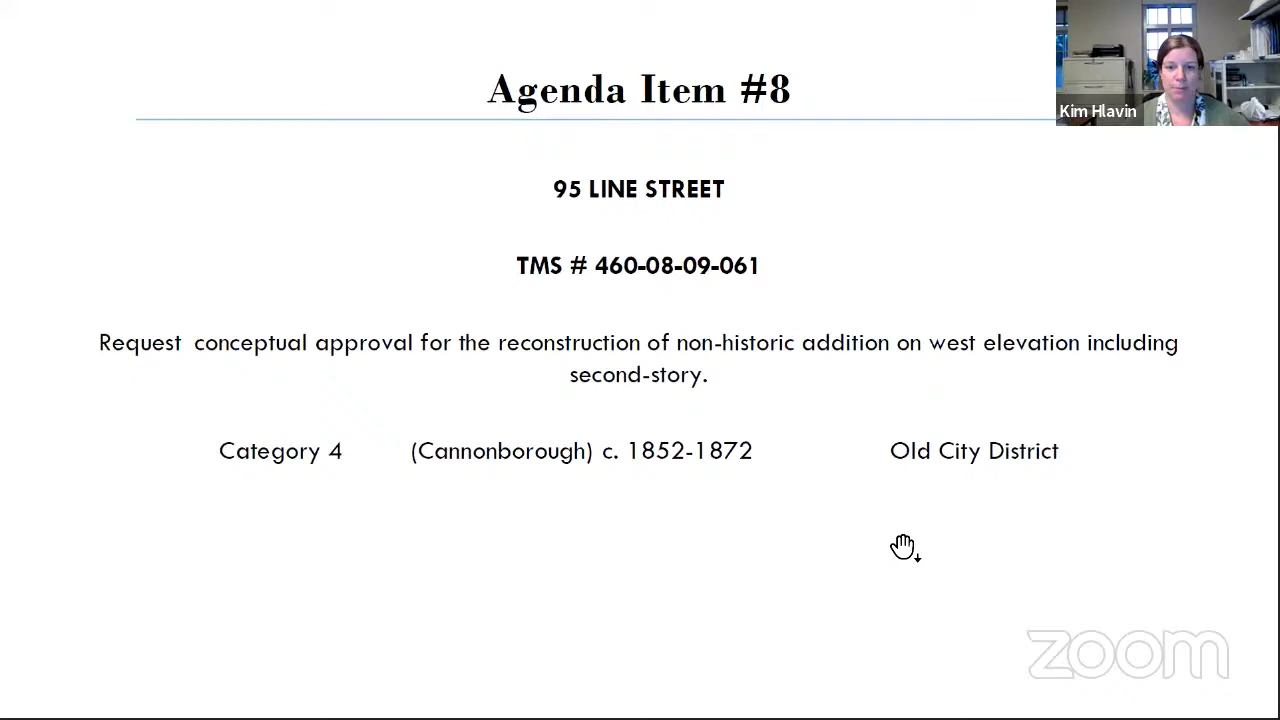 Agenda Item #8
Kim Hlavin
95 LINE STREET
TMS # 460-08-09-061
Request conceptual approval for the reconstruction of non-historic addition on west elevation including
second-story.
Category 4 (Cannonborough) c. 1852-1872 Old City District
zoom